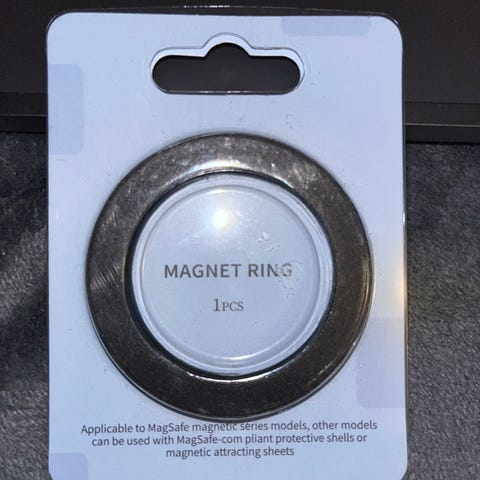 MAGNET RING
1PCS
Applicable to MagSafe magnetic series models, other models
can be used with MagSafe-com pliant protective shells or
magnetic attracting sheets